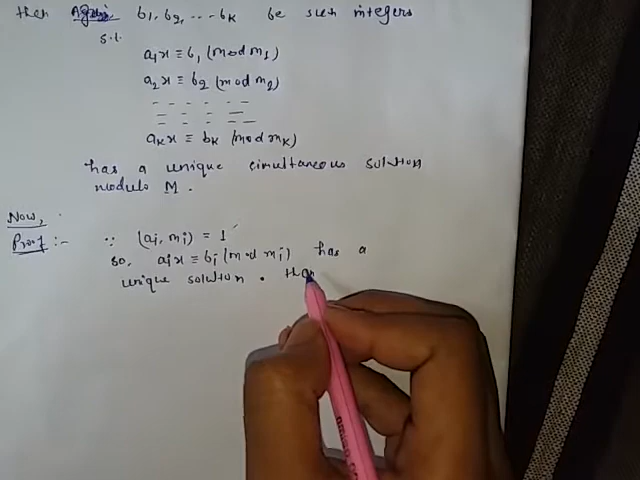 then b1, b2, ... bk be such integers
s.t.
a1x ≡ b1 (mod m1)
a2x ≡ b2 (mod m2)
akx ≡ bk (mod mk)
has a unique simultaneous solution
modulo M.
Now,
Proof :- ∵ (ai, mi) = 1
so, aix ≡ bi (mod mi) has a
unique solution. then